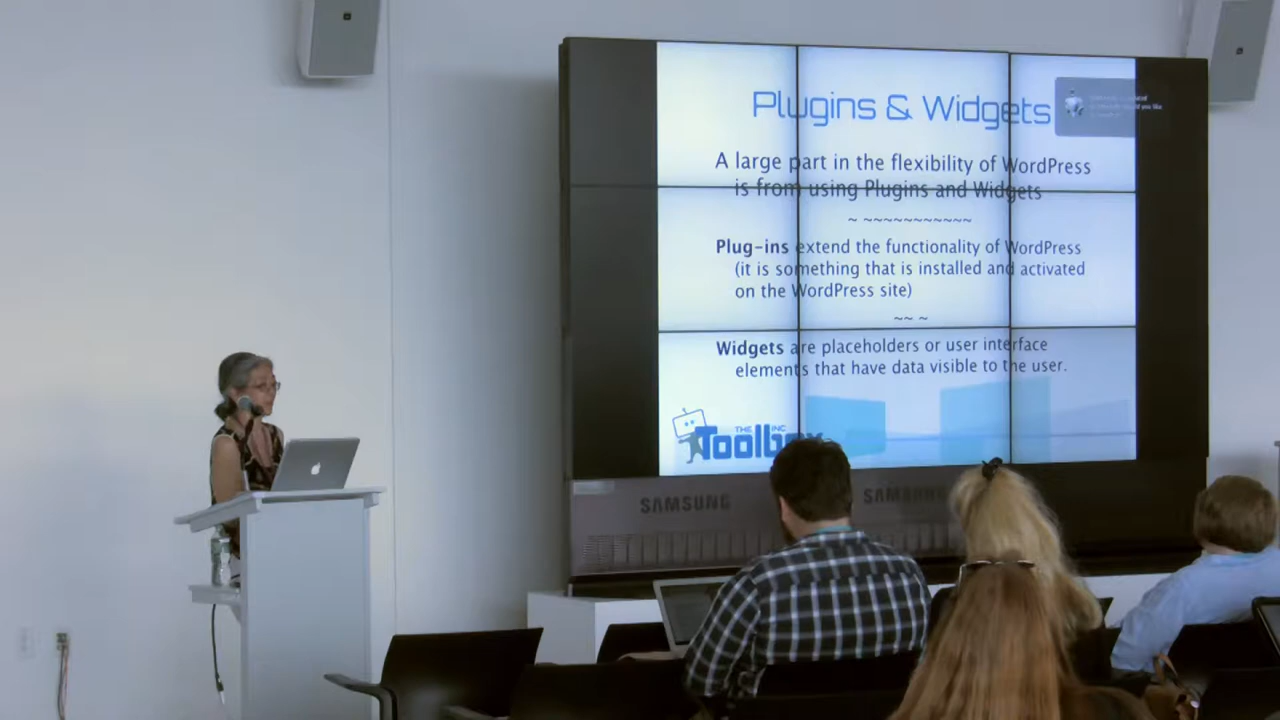 Plugins & Widgets
A large part in the flexibility of WordPress
is from using Plugins and Widgets
~ ~~~~~~~~~~~
Plug-ins extend the functionality of WordPress
(it is something that is installed and activated
on the WordPress site)
~~ ~
Widgets are placeholders or user interface
elements that have data visible to the user.
THE INC
Toolbox
SAMSUNG SAMSUNG